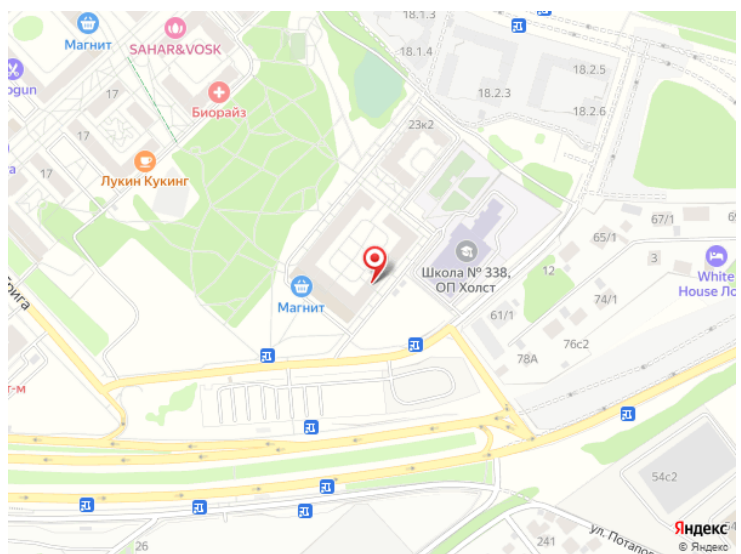 Магнит
SAHAR&VOSK
18.1.3
18.1.4
18.2.5
18.2.3
18.2.6
ogun
17
Биорайз
17
23к2
Лукин Кукинг
17
Школа № 338,
ОП Холст
67/1
65/1
3
12
White
House Ло
74/1
Магнит
61/1
76с2
78А
т-м
54с2
26
241
ул. Потапо
Яндекс
© Яндекс